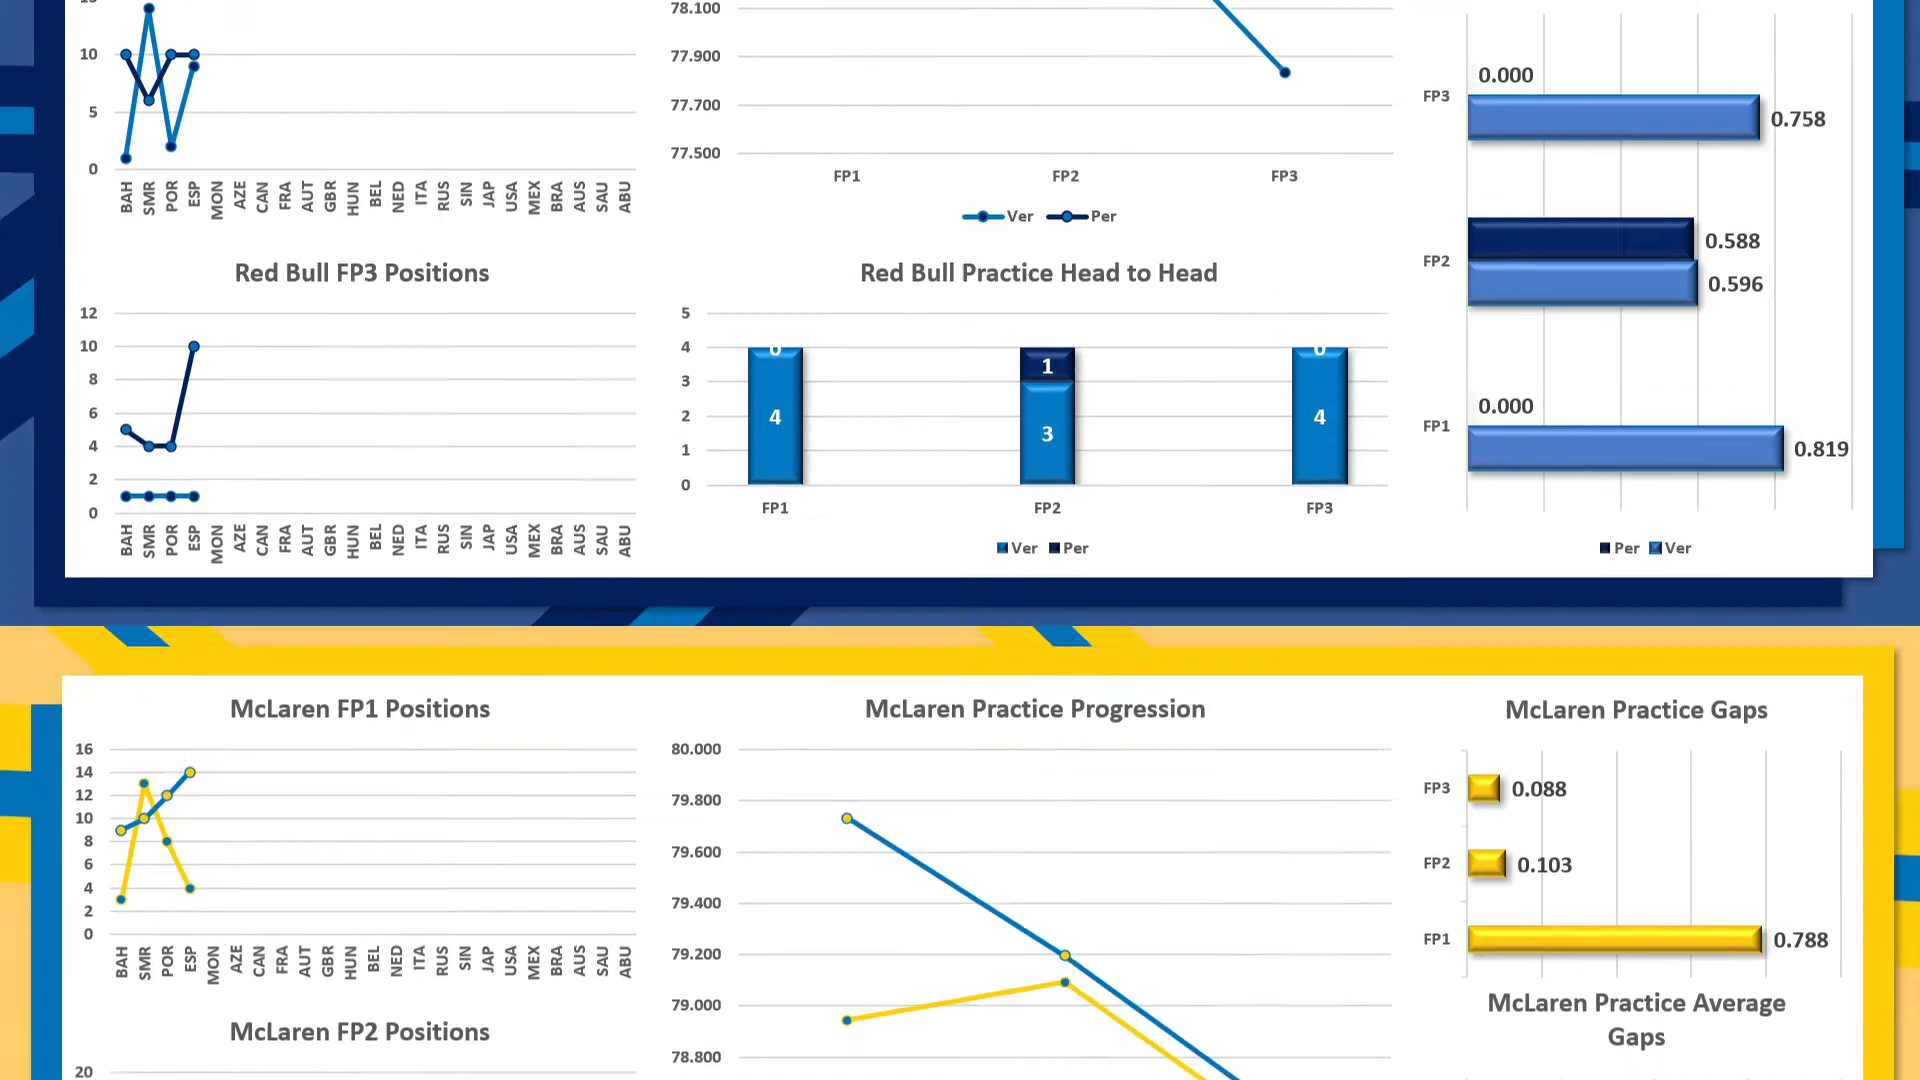 15
10
5
0
BAH SMR POR ESP MON AZE CAN FRA AUT GBR HUN BEL NED ITA RUS SIN JAP USA MEX BRA AUS SAU ABU
78.100
77.900
77.700
77.500
FP1 FP2 FP3
Ver Per
0.000
FP3
0.758
0.588
FP2
0.596
0.000
FP1
0.819
Per Ver
Red Bull FP3 Positions
12
10
8
6
4
2
0
BAH SMR POR ESP MON AZE CAN FRA AUT GBR HUN BEL NED ITA RUS SIN JAP USA MEX BRA AUS SAU ABU
Red Bull Practice Head to Head
5
4
3
2
1
0
0 1 0
4 3 4
FP1 FP2 FP3
Ver Per
McLaren FP1 Positions
16
14
12
10
8
6
4
2
0
BAH SMR POR ESP MON AZE CAN FRA AUT GBR HUN BEL NED ITA RUS SIN JAP USA MEX BRA AUS SAU ABU
McLaren FP2 Positions
20
McLaren Practice Progression
80.000
79.800
79.600
79.400
79.200
79.000
78.800
McLaren Practice Gaps
FP3 0.088
FP2 0.103
FP1 0.788
McLaren Practice Average
Gaps